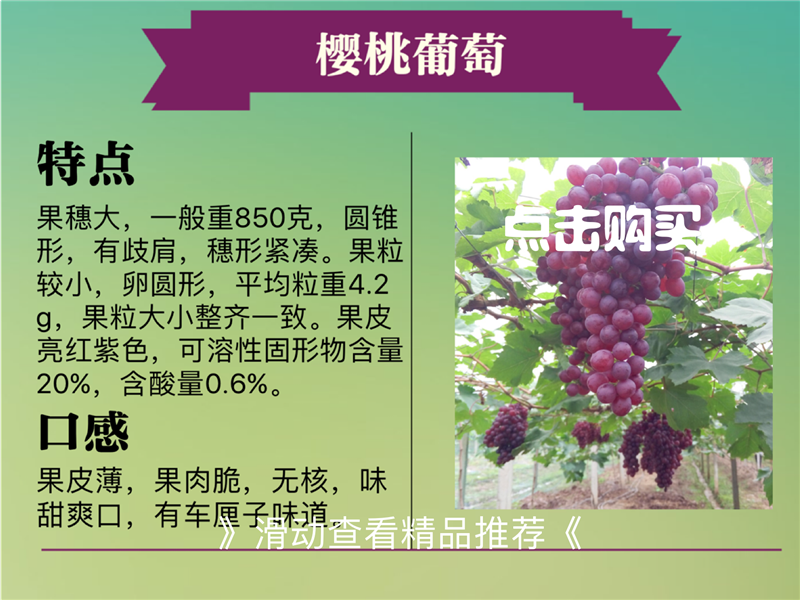 樱桃葡萄
特点
果穗大，一般重850克，圆锥
形，有歧肩，穗形紧凑。果粒
较小，卵圆形，平均粒重4.2
g，果粒大小整齐一致。果皮
亮红紫色，可溶性固形物含量
20%，含酸量0.6%。
口感
果皮薄，果肉脆，无核，味
甜爽口，有车厘子味道。
点击购买
》滑动查看精品推荐《